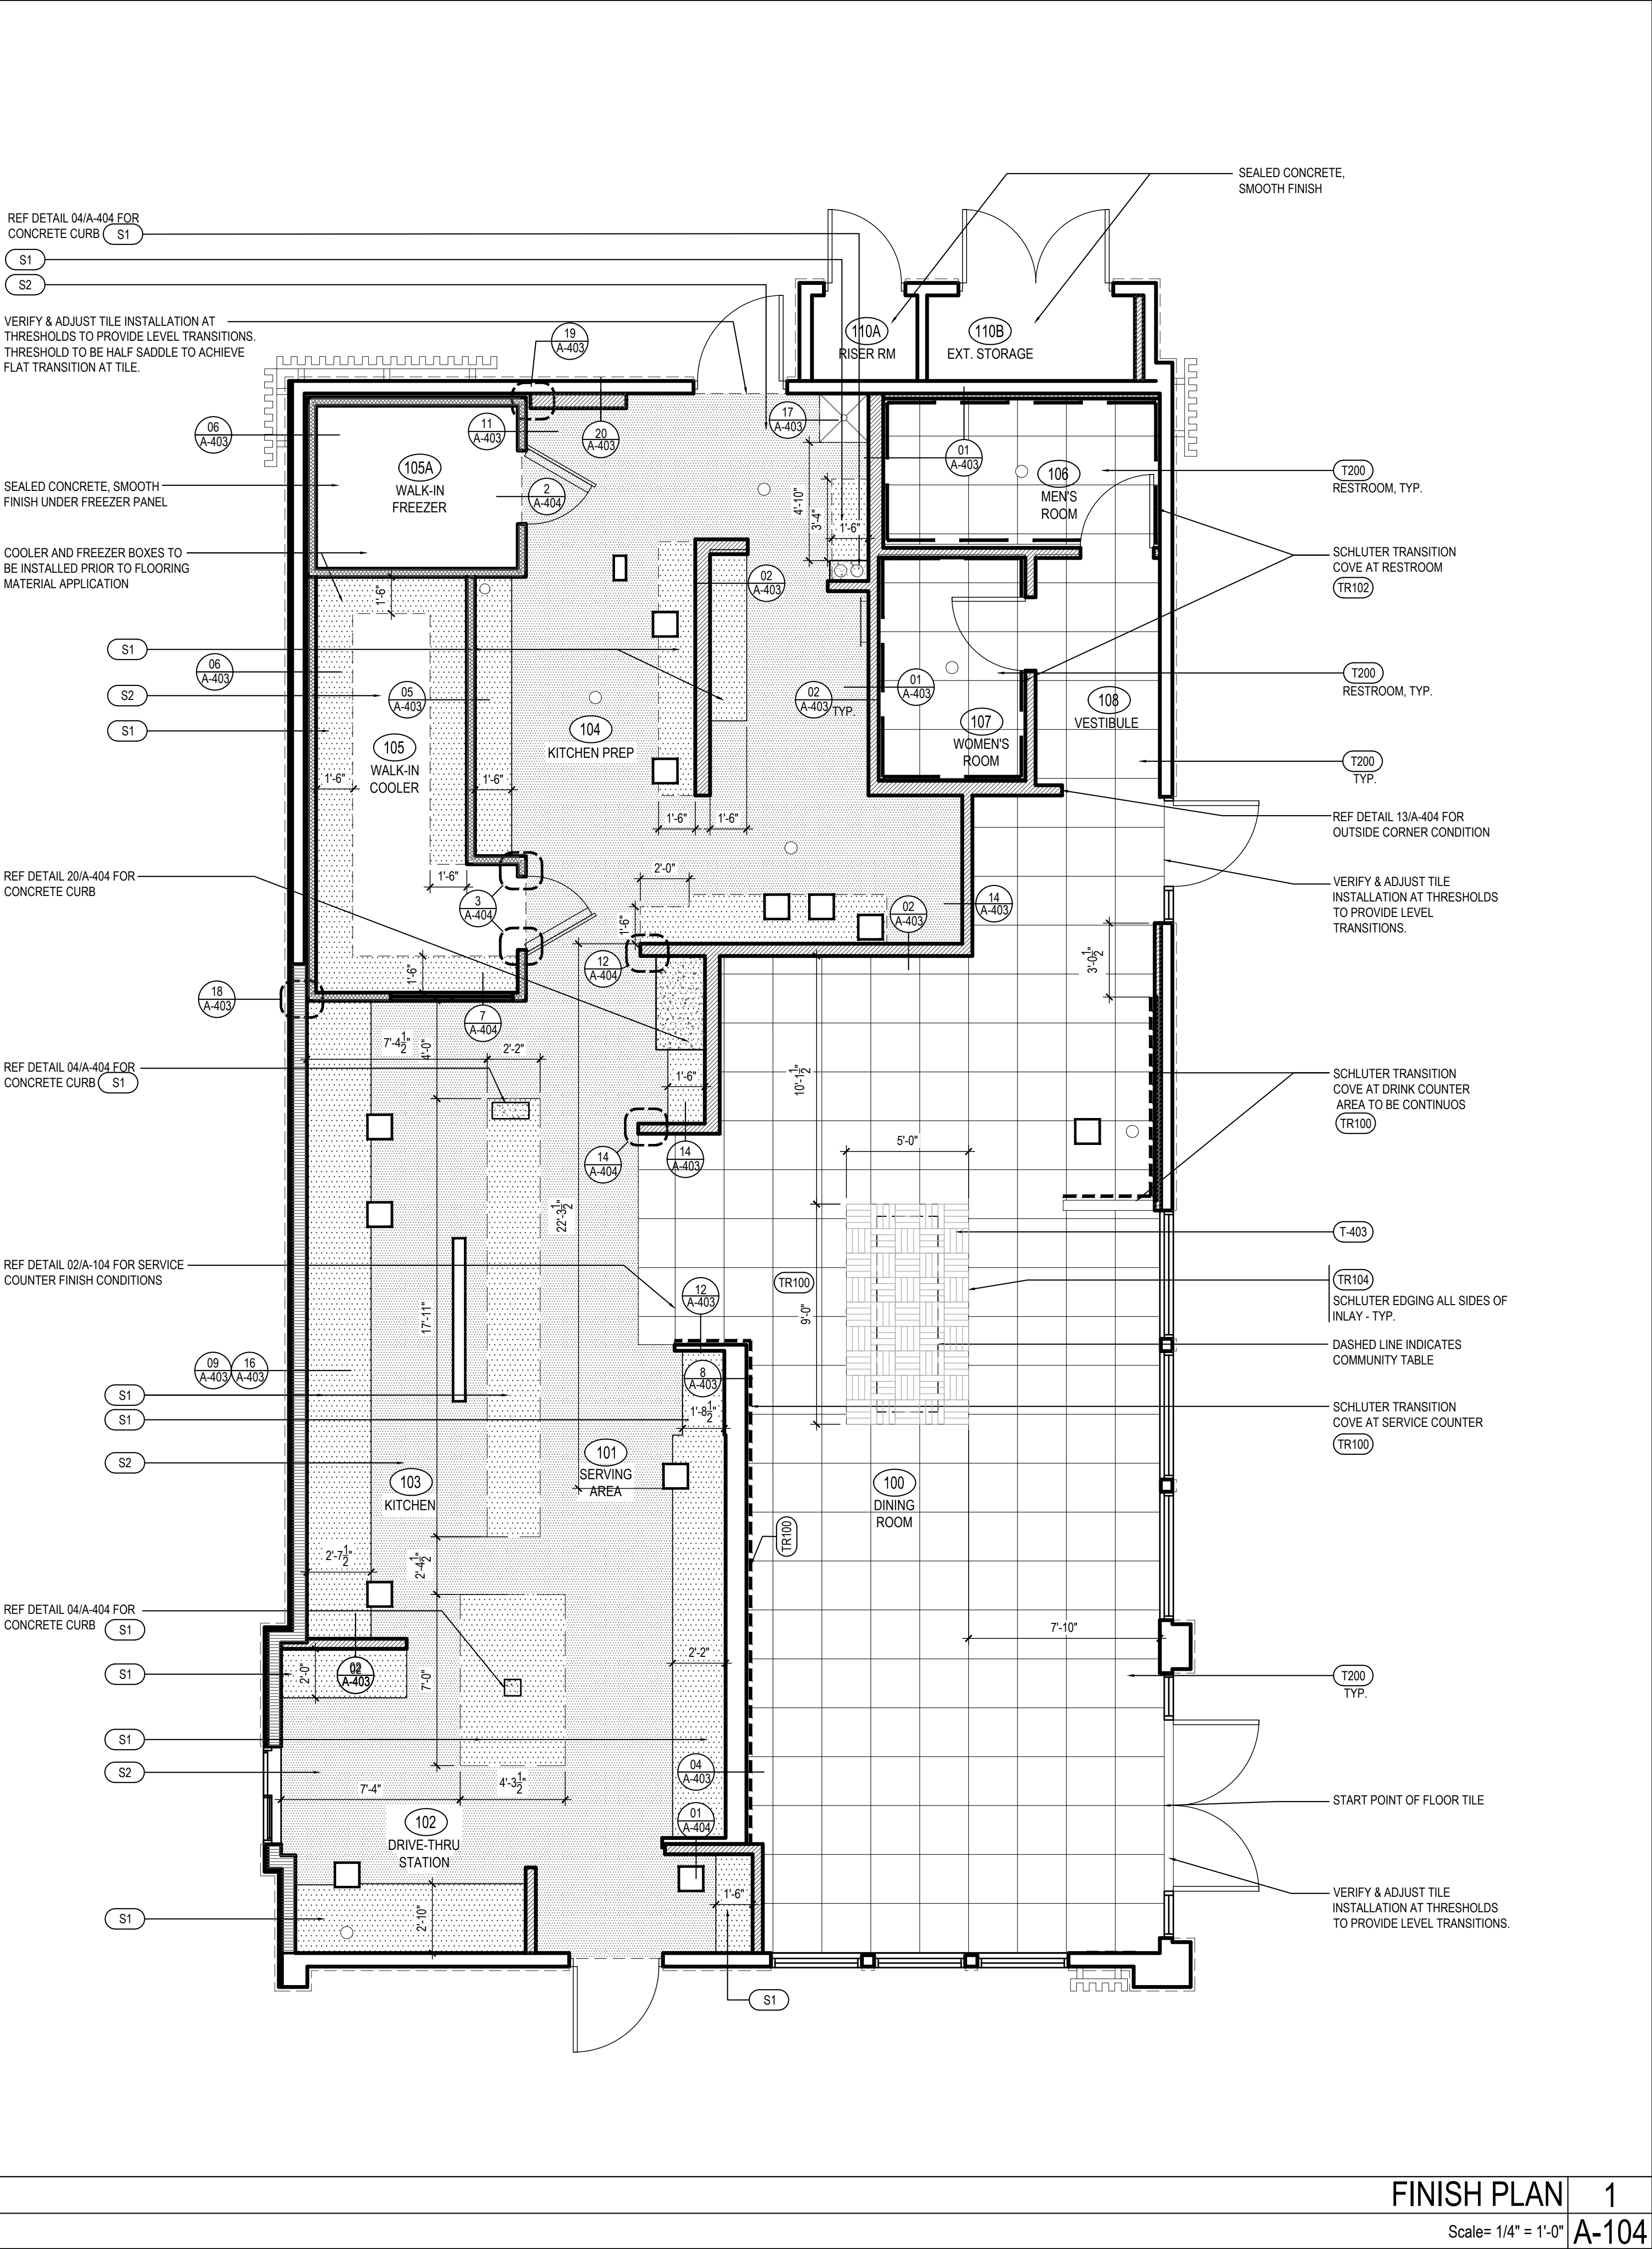 SEALED CONCRETE,
SMOOTH FINISH
REF DETAIL 04/A-404 FOR
CONCRETE CURB S1
S1
S2
VERIFY & ADJUST TILE INSTALLATION AT
THRESHOLDS TO PROVIDE LEVEL TRANSITIONS.
THRESHOLD TO BE HALF SADDLE TO ACHIEVE
FLAT TRANSITION AT TILE.
19
A-403
110A
RISER RM
110B
EXT. STORAGE
06
A-403
11
A-403
20
A-403
17
A-403
01
A-403
105A
WALK-IN
FREEZER
2
A-404
106
MEN'S
ROOM
T200
RESTROOM, TYP.
SEALED CONCRETE, SMOOTH
FINISH UNDER FREEZER PANEL
4'-10"
3'-4"
1'-6"
COOLER AND FREEZER BOXES TO
BE INSTALLED PRIOR TO FLOORING
MATERIAL APPLICATION
SCHLUTER TRANSITION
COVE AT RESTROOM
TR102
1'-6"
02
A-403
S1
06
A-403
S2
05
A-403
S1
02
A-403
TYP.
01
A-403
T200
RESTROOM, TYP.
104
KITCHEN PREP
105
WALK-IN
COOLER
107
WOMEN'S
ROOM
108
VESTIBULE
T200
TYP.
1'-6"
1'-6"
1'-6"
1'-6"
REF DETAIL 13/A-404 FOR
OUTSIDE CORNER CONDITION
REF DETAIL 20/A-404 FOR
CONCRETE CURB
1'-6"
2'-0"
3
A-404
1'-6"
02
A-403
14
A-403
VERIFY & ADJUST TILE
INSTALLATION AT THRESHOLDS
TO PROVIDE LEVEL
TRANSITIONS.
3'-0 1/2"
12
A-404
1'-6"
18
A-403
7
A-404
7'-4 1/2"
4'-0"
2'-2"
REF DETAIL 04/A-404 FOR
CONCRETE CURB S1
1'-6"
10'-1 1/2"
SCHLUTER TRANSITION
COVE AT DRINK COUNTER
AREA TO BE CONTINUOS
TR100
14
A-404
14
A-403
5'-0"
22'-3 1/2"
T-403
REF DETAIL 02/A-104 FOR SERVICE
COUNTER FINISH CONDITIONS
TR100
12
A-403
9'-0"
17'-11"
TR104
SCHLUTER EDGING ALL SIDES OF
INLAY - TYP.
DASHED LINE INDICATES
COMMUNITY TABLE
09
A-403
16
A-403
8
A-403
S1
S1
1'-8 1/2"
SCHLUTER TRANSITION
COVE AT SERVICE COUNTER
TR100
S2
103
KITCHEN
101
SERVING
AREA
100
DINING
ROOM
TR100
2'-7 1/2"
2'-4 1/2"
REF DETAIL 04/A-404 FOR
CONCRETE CURB S1
7'-10"
S1
2'-0"
02
A-403
7'-0"
2'-2"
T200
TYP.
S1
S2
7'-4"
4'-3 1/2"
04
A-403
01
A-404
START POINT OF FLOOR TILE
102
DRIVE-THRU
STATION
1'-6"
2'-10"
S1
VERIFY & ADJUST TILE
INSTALLATION AT THRESHOLDS
TO PROVIDE LEVEL TRANSITIONS.
S1
FINISH PLAN 1
Scale= 1/4" = 1'-0" A-104